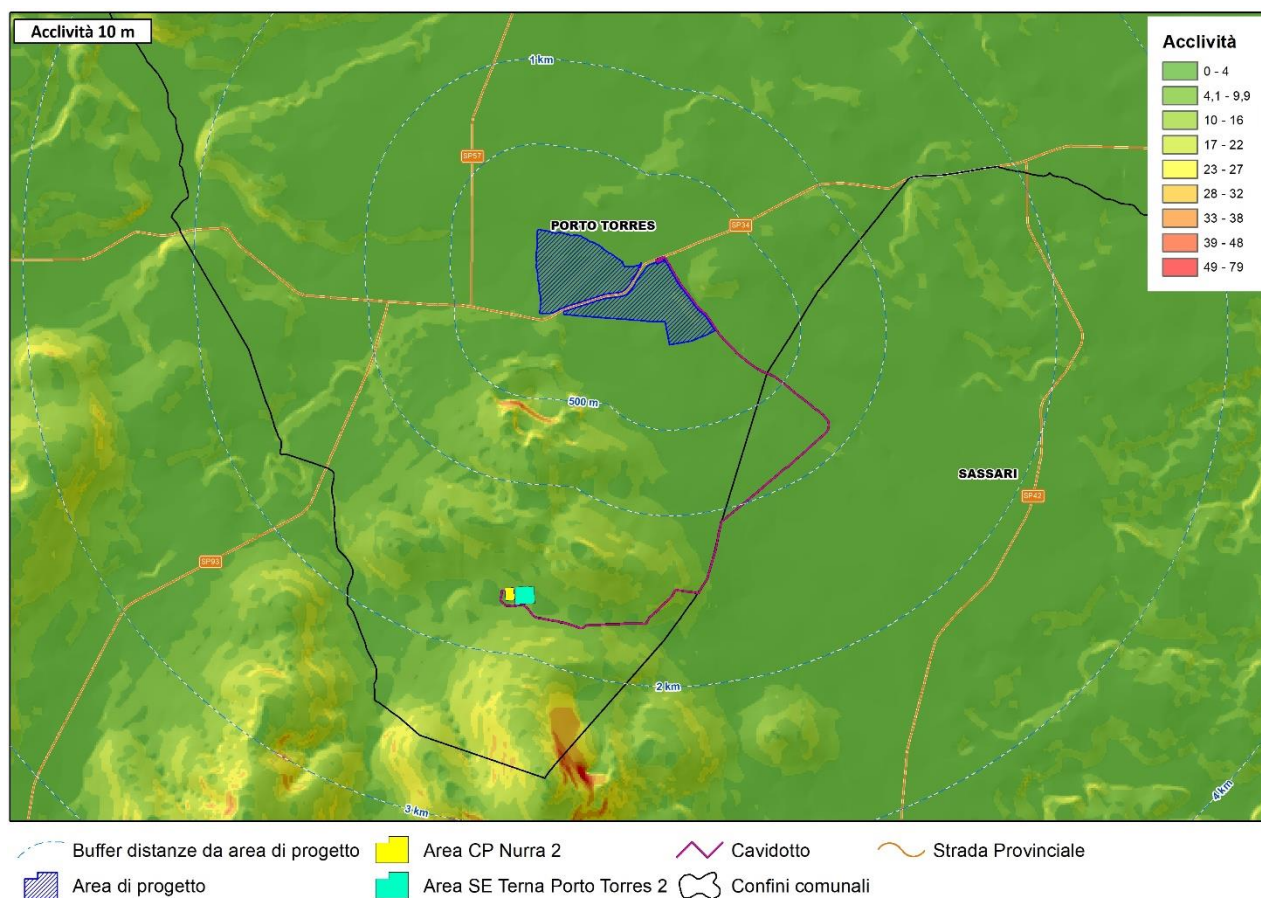 Acclività 10 m
1 km
SP57
PORTO TORRES
SP34
500 m
SASSARI
SP42
SP93
2 km
3 km
4 km
Acclività
0 - 4
4,1 - 9,9
10 - 16
17 - 22
23 - 27
28 - 32
33 - 38
39 - 48
49 - 79
Buffer distanze da area di progetto
Area CP Nurra 2
Cavidotto
Strada Provinciale
Area di progetto
Area SE Terna Porto Torres 2
Confini comunali